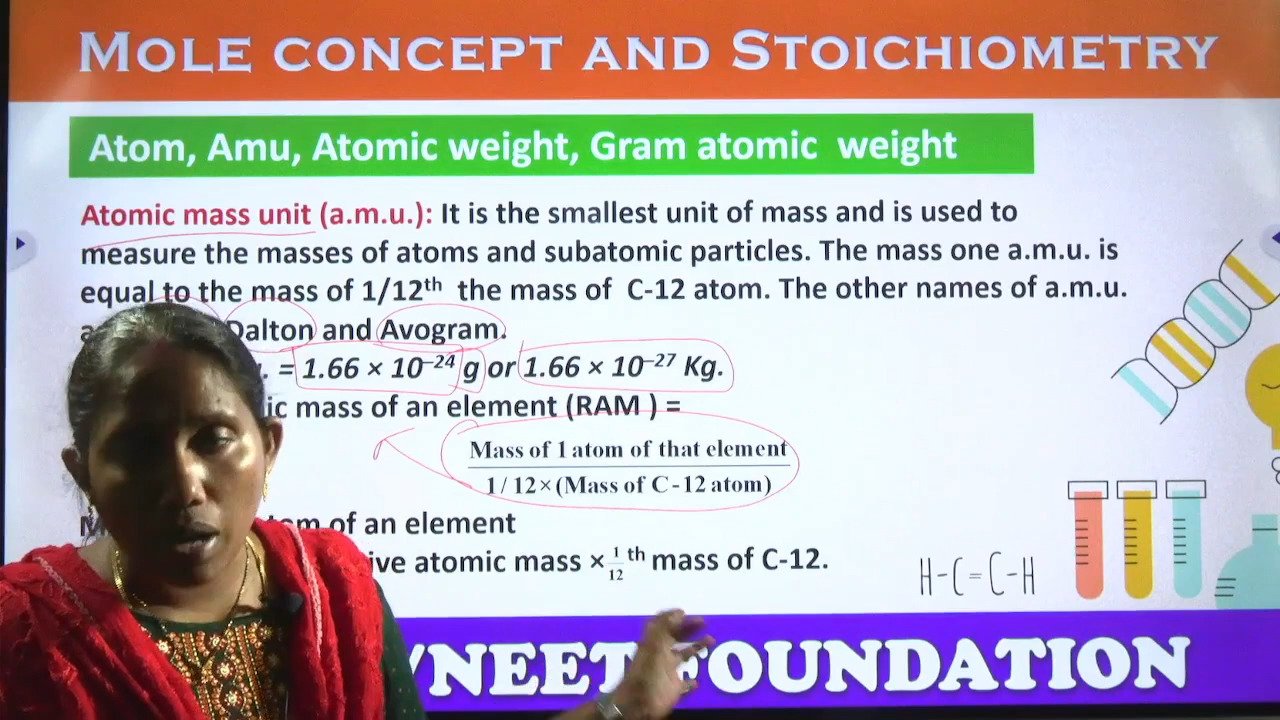 MOLE CONCEPT AND STOICHIOMETRY
Atom, Amu, Atomic weight, Gram atomic weight
Atomic mass unit (a.m.u.): It is the smallest unit of mass and is used to
measure the masses of atoms and subatomic particles. The mass one a.m.u. is
equal to the mass of 1/12th the mass of C-12 atom. The other names of a.m.u.
Dalton and Avogram.
= 1.66 × 10⁻²⁴ g or 1.66 × 10⁻²⁷ Kg.
ic mass of an element (RAM ) =
Mass of 1 atom of that element
1/12×(Mass of C-12 atom)
om of an element
ive atomic mass × 1/12 th mass of C-12.
H-C=C-H
/NEET FOUNDATION